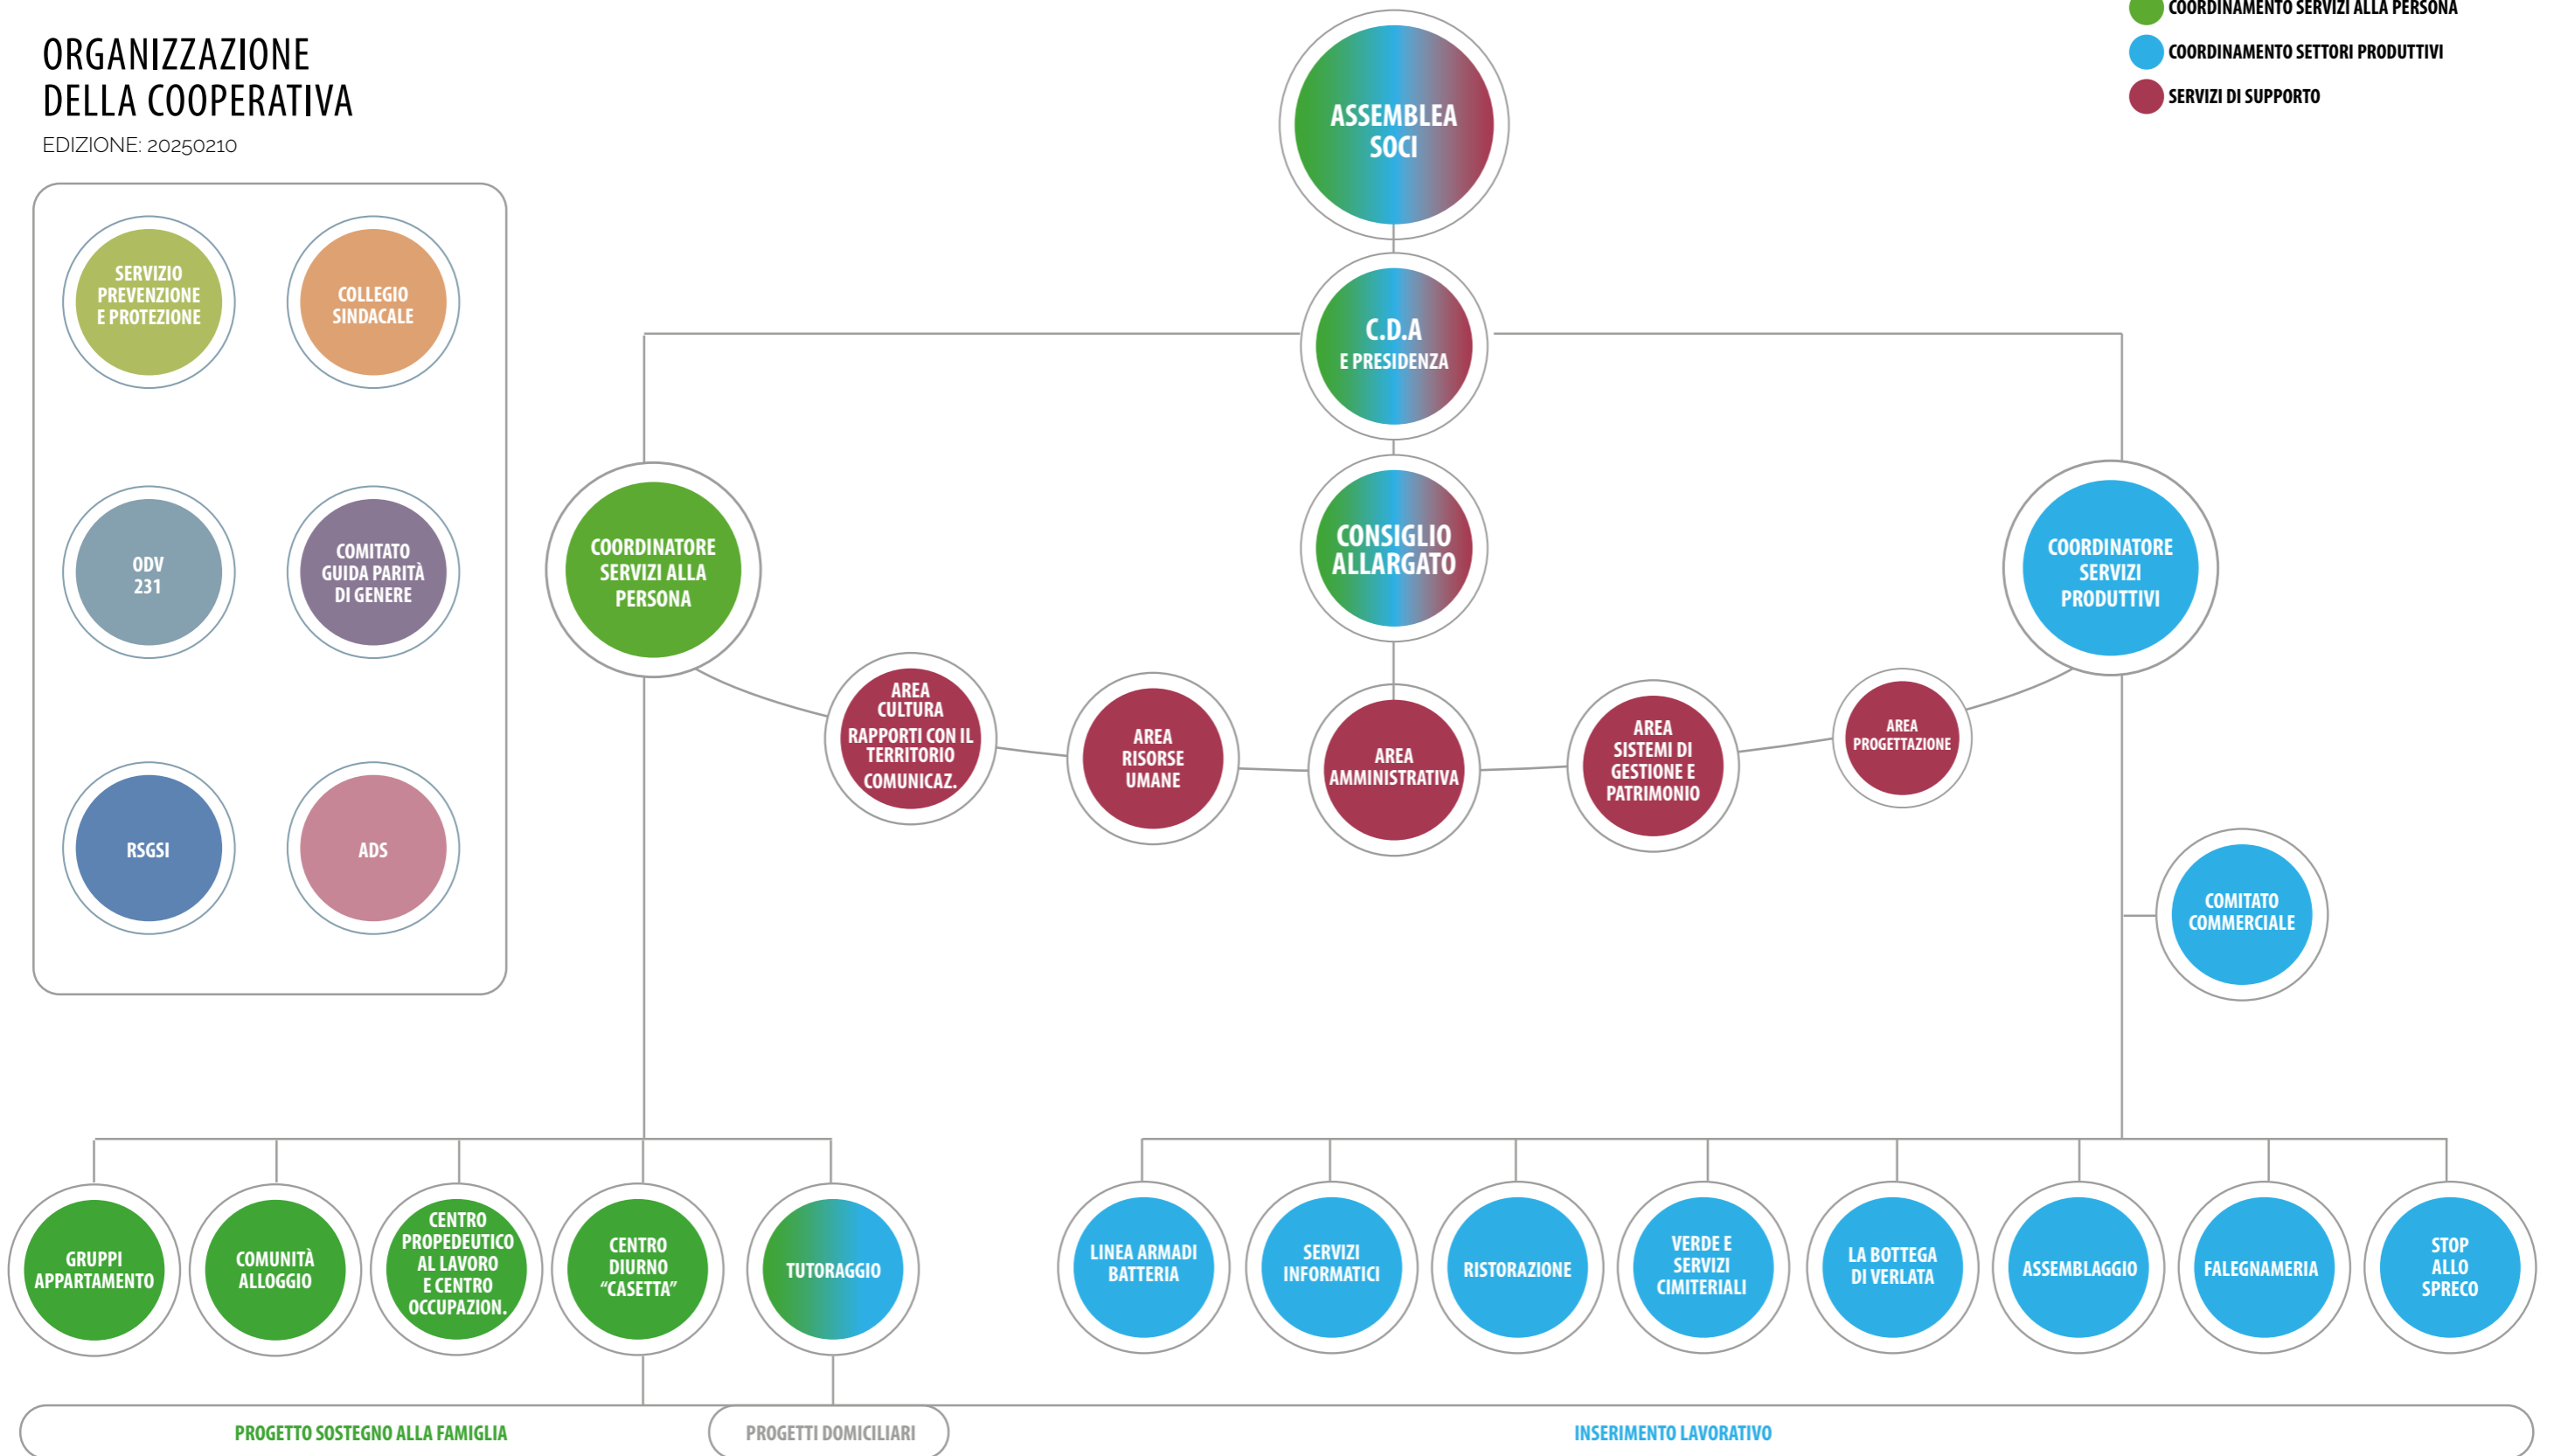 ORGANIZZAZIONE
DELLA COOPERATIVA
EDIZIONE: 20250210
COORDINAMENTO SERVIZI ALLA PERSONA
COORDINAMENTO SETTORI PRODUTTIVI
SERVIZI DI SUPPORTO
ASSEMBLEA
SOCI
C.D.A
E PRESIDENZA
CONSIGLIO
ALLARGATO
SERVIZIO
PREVENZIONE
E PROTEZIONE
COLLEGIO
SINDACALE
ODV
231
COMITATO
GUIDA PARITÀ
DI GENERE
RSGSI
ADS
COORDINATORE
SERVIZI ALLA
PERSONA
COORDINATORE
SERVIZI
PRODUTTIVI
AREA
CULTURA
RAPPORTI CON IL
TERRITORIO
COMUNICAZ.
AREA
RISORSE
UMANE
AREA
AMMINISTRATIVA
AREA
SISTEMI DI
GESTIONE E
PATRIMONIO
AREA
PROGETTAZIONE
COMITATO
COMMERCIALE
GRUPPI
APPARTAMENTO
COMUNITÀ
ALLOGGIO
CENTRO
PROPEDEUTICO
AL LAVORO
E CENTRO
OCCUPAZION.
CENTRO
DIURNO
“CASETTA”
TUTORAGGIO
LINEA ARMADI
BATTERIA
SERVIZI
INFORMATICI
RISTORAZIONE
VERDE E
SERVIZI
CIMITERIALI
LA BOTTEGA
DI VERLATA
ASSEMBLAGGIO
FALEGNAMERIA
STOP
ALLO
SPRECO
PROGETTO SOSTEGNO ALLA FAMIGLIA
PROGETTI DOMICILIARI
INSERIMENTO LAVORATIVO